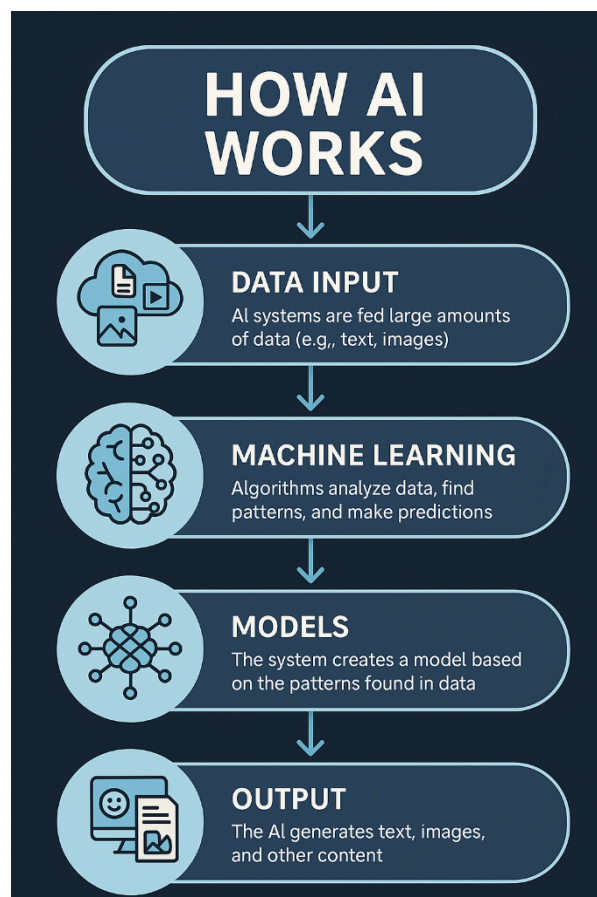 HOW AI
WORKS
DATA INPUT
AI systems are fed large amounts
of data (e.g,, text, images)
MACHINE LEARNING
Algorithms analyze data, find
patterns, and make predictions
MODELS
The system creates a model based
on the patterns found in data
OUTPUT
The AI generates text, images,
and other content